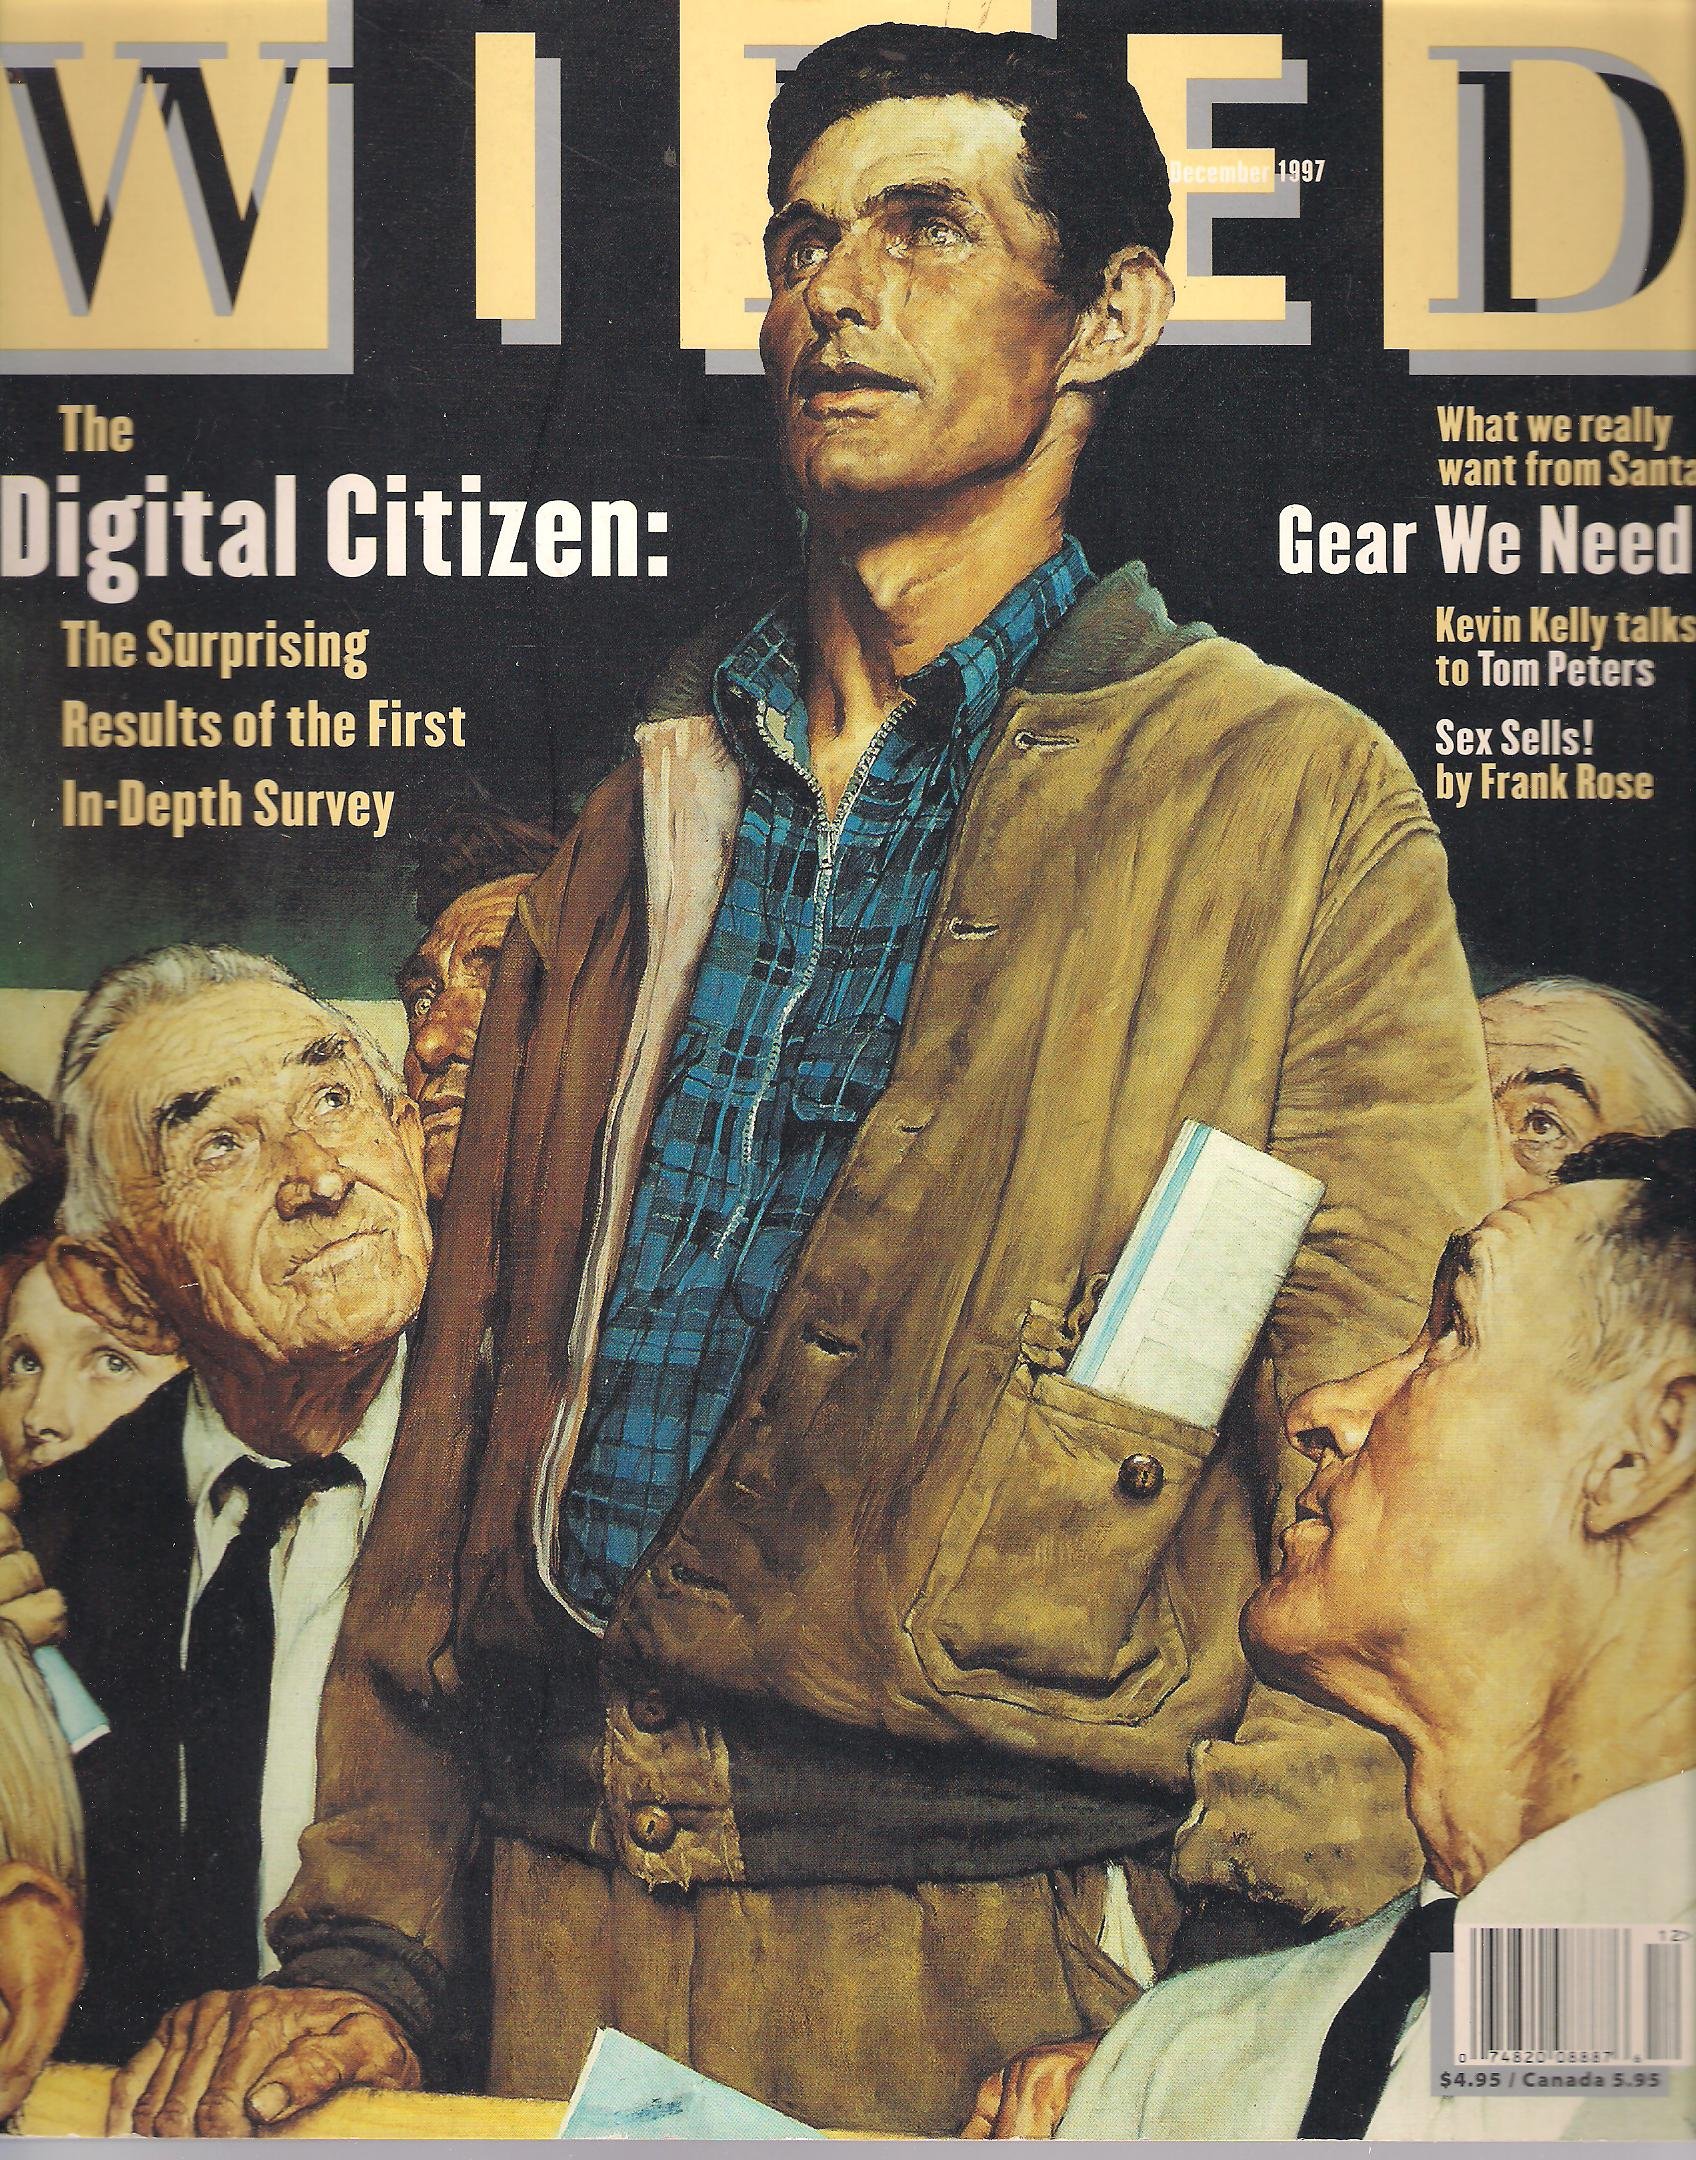 WIRED
December 1997
The
Digital Citizen:
The Surprising
Results of the First
In-Depth Survey
What we really
want from Santa
Gear We Need
Kevin Kelly talks
to Tom Peters
Sex Sells!
by Frank Rose
12>
0 74820 08887 6
$4.95 / Canada 5.95